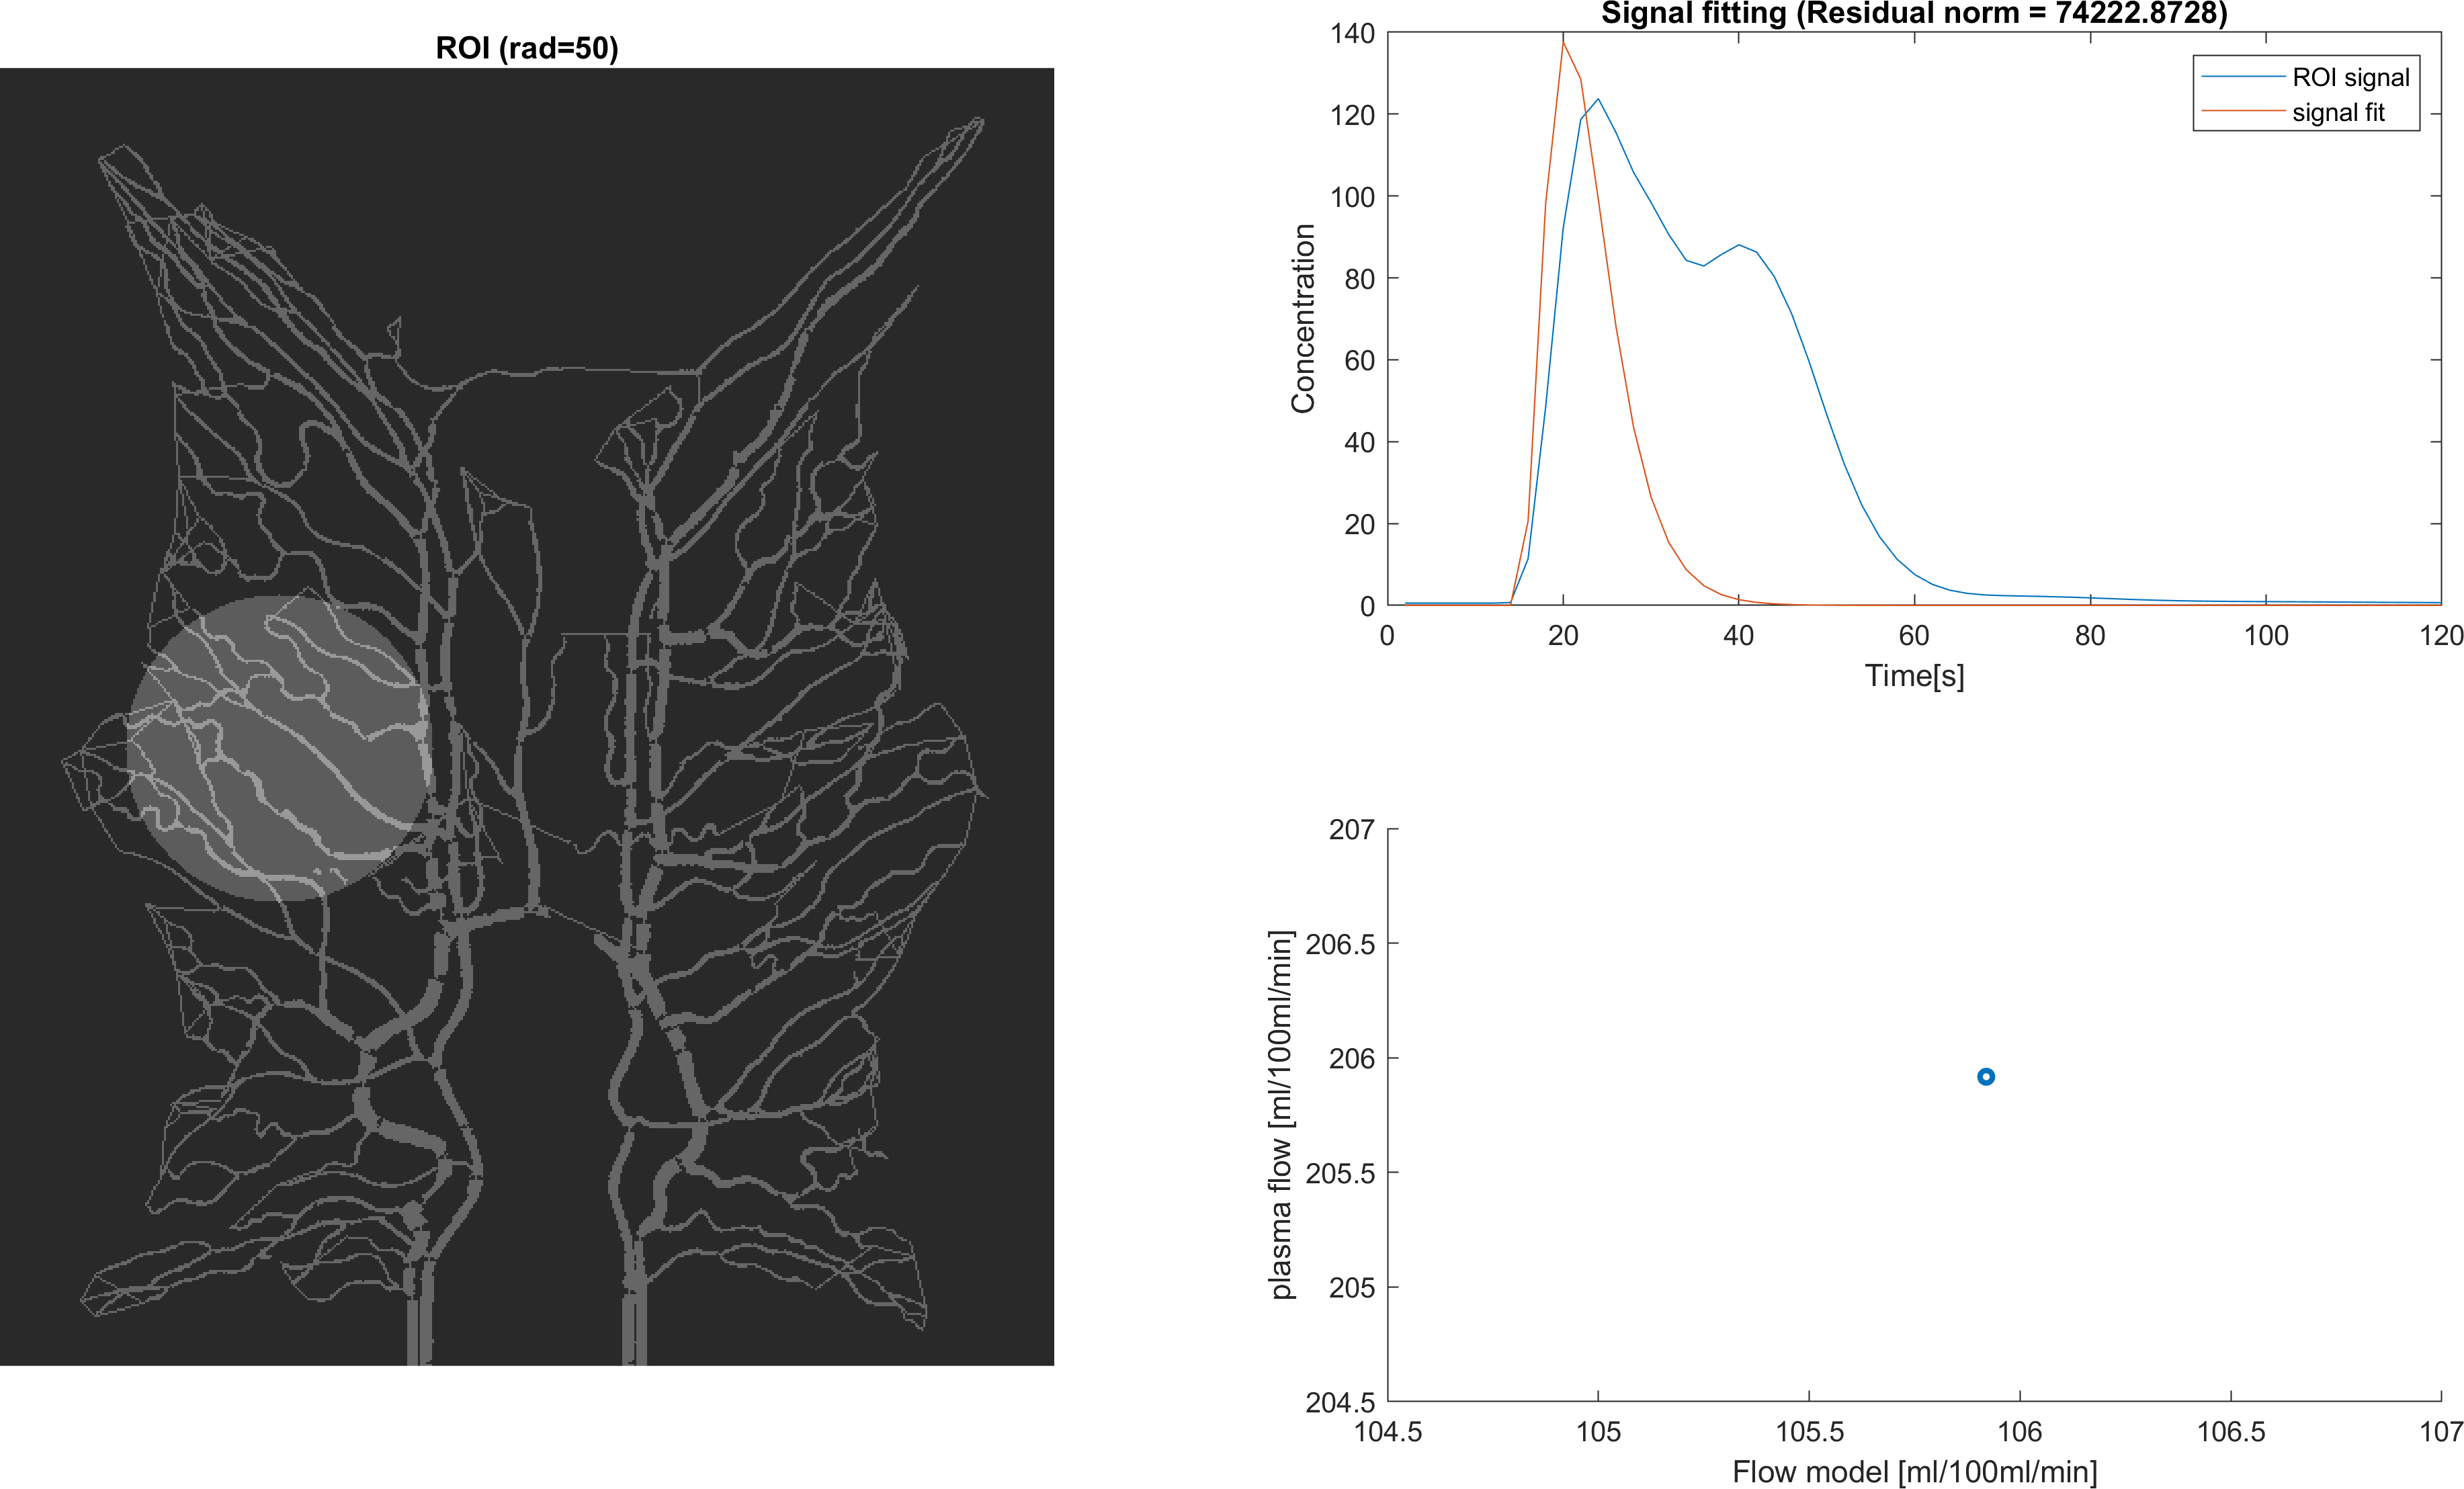 ROI (rad=50)
Signal fitting (Residual norm = 74222.8728)
140
120
100
80
60
40
20
0
Concentration
ROI signal
signal fit
0 20 40 60 80 100 120
Time[s]
207
206.5
206
205.5
205
204.5
plasma flow [ml/100ml/min]
104.5 105 105.5 106 106.5 107
Flow model [ml/100ml/min]